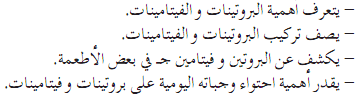 – يتعرف اهمية البروتينات و الفيتامينات.
– يصف تركيب البروتينات و الفيتامينات.
– يكشف عن البروتين و فيتامين جـ في بعض الأطعمة.
– يقدر أهمية احتواء وجباته اليومية على بروتينات و فيتامينات.